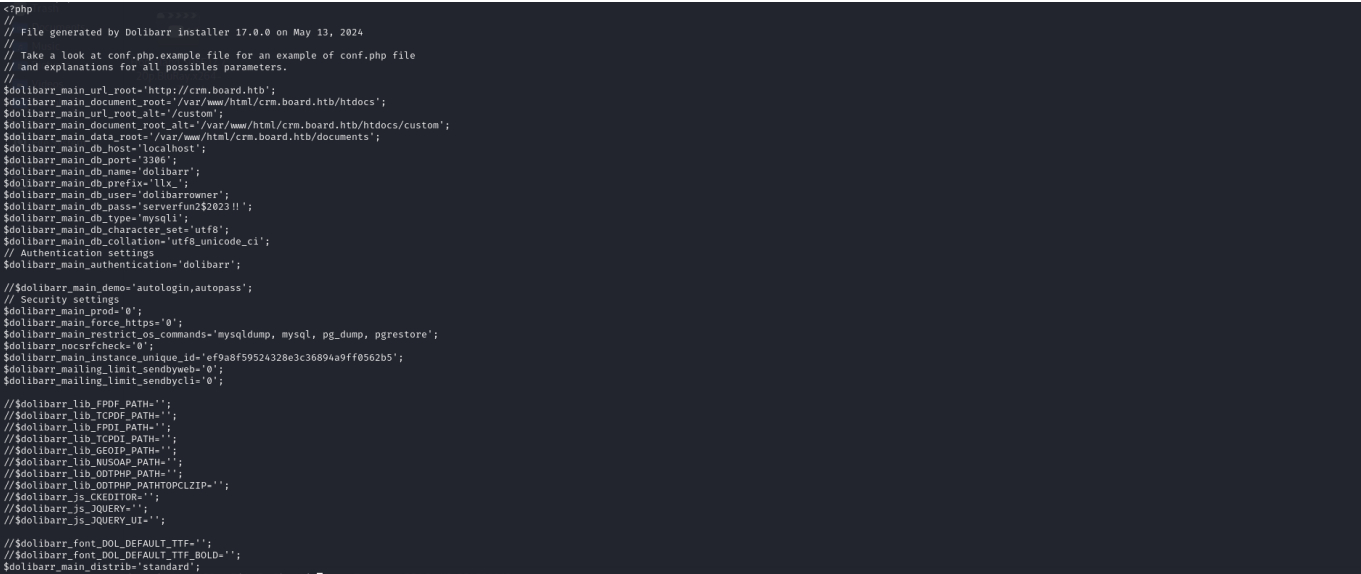 <?php
//
// File generated by Dolibarr installer 17.0.0 on May 13, 2024
//
// Take a look at conf.php.example file for an example of conf.php file
// and explanations for all possibles parameters.
//
$dolibarr_main_url_root='http://crm.board.htb';
$dolibarr_main_document_root='/var/www/html/crm.board.htb/htdocs';
$dolibarr_main_url_root_alt='/custom';
$dolibarr_main_document_root_alt='/var/www/html/crm.board.htb/htdocs/custom';
$dolibarr_main_data_root='/var/www/html/crm.board.htb/documents';
$dolibarr_main_db_host='localhost';
$dolibarr_main_db_port='3306';
$dolibarr_main_db_name='dolibarr';
$dolibarr_main_db_prefix='llx_';
$dolibarr_main_db_user='dolibarrowner';
$dolibarr_main_db_pass='serverfun2$2023!!';
$dolibarr_main_db_type='mysqli';
$dolibarr_main_db_character_set='utf8';
$dolibarr_main_db_collation='utf8_unicode_ci';
// Authentication settings
$dolibarr_main_authentication='dolibarr';

//$dolibarr_main_demo='autologin,autopass';
// Security settings
$dolibarr_main_prod='0';
$dolibarr_main_force_https='0';
$dolibarr_main_restrict_os_commands='mysqldump, mysql, pg_dump, pgrestore';
$dolibarr_nocsrfcheck='0';
$dolibarr_main_instance_unique_id='ef9a8f59524328e3c36894a9ff0562b5';
$dolibarr_mailing_limit_sendbyweb='0';
$dolibarr_mailing_limit_sendbycli='0';

//$dolibarr_lib_FPDF_PATH='';
//$dolibarr_lib_TCPDF_PATH='';
//$dolibarr_lib_FPDI_PATH='';
//$dolibarr_lib_TCPDI_PATH='';
//$dolibarr_lib_GEOIP_PATH='';
//$dolibarr_lib_NUSOAP_PATH='';
//$dolibarr_lib_ODTPHP_PATH='';
//$dolibarr_lib_ODTPHP_PATHTOPCLZIP='';
//$dolibarr_js_CKEDITOR='';
//$dolibarr_js_JQUERY='';
//$dolibarr_js_JQUERY_UI='';

//$dolibarr_font_DOL_DEFAULT_TTF='';
//$dolibarr_font_DOL_DEFAULT_TTF_BOLD='';
$dolibarr_main_distrib='standard';